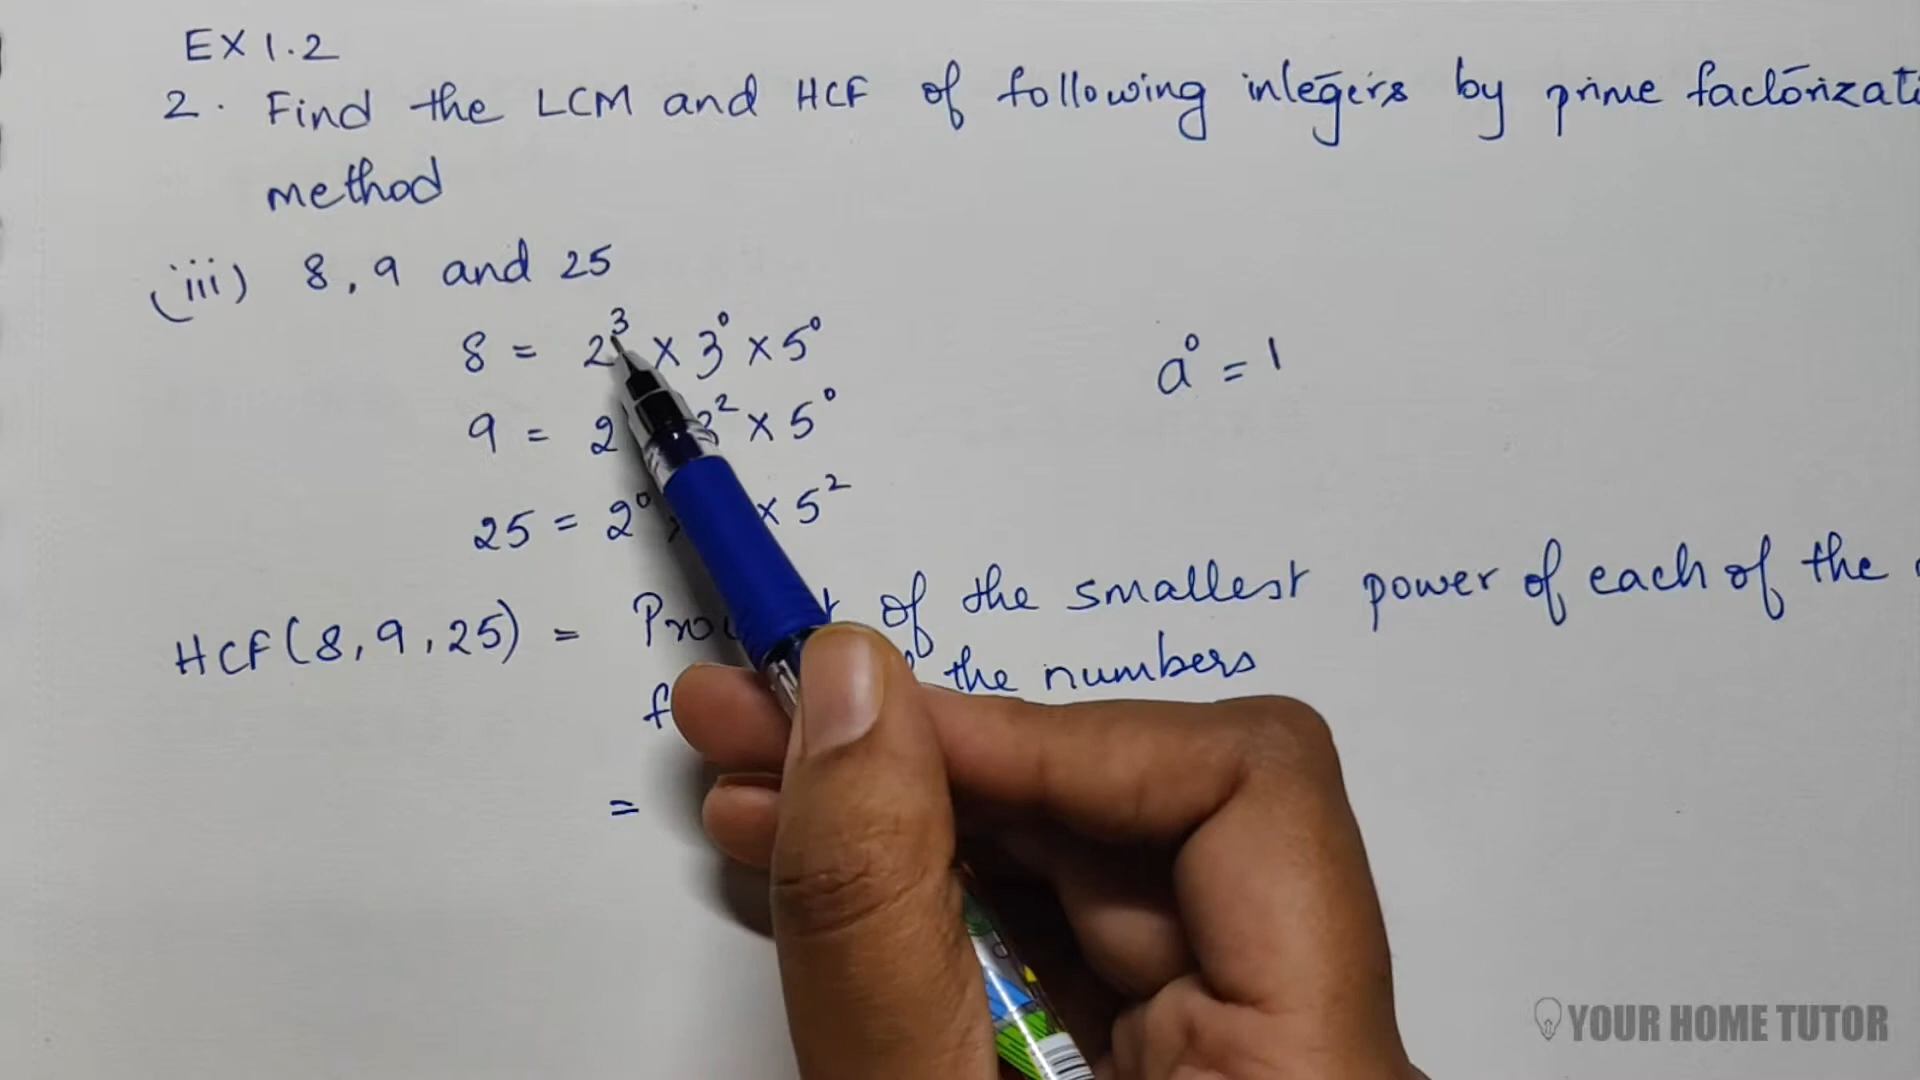 EX 1.2
2. Find the LCM and HCF of following integers by prime factorizati
method
(iii) 8, 9 and 25
8 = 2³ × 3⁰ × 5⁰
9 = 2 3² × 5⁰
25 = 2⁰ × 5²
a⁰ = 1
HCF(8, 9, 25) = of the smallest power of each of the
the numbers
=
YOUR HOME TUTOR